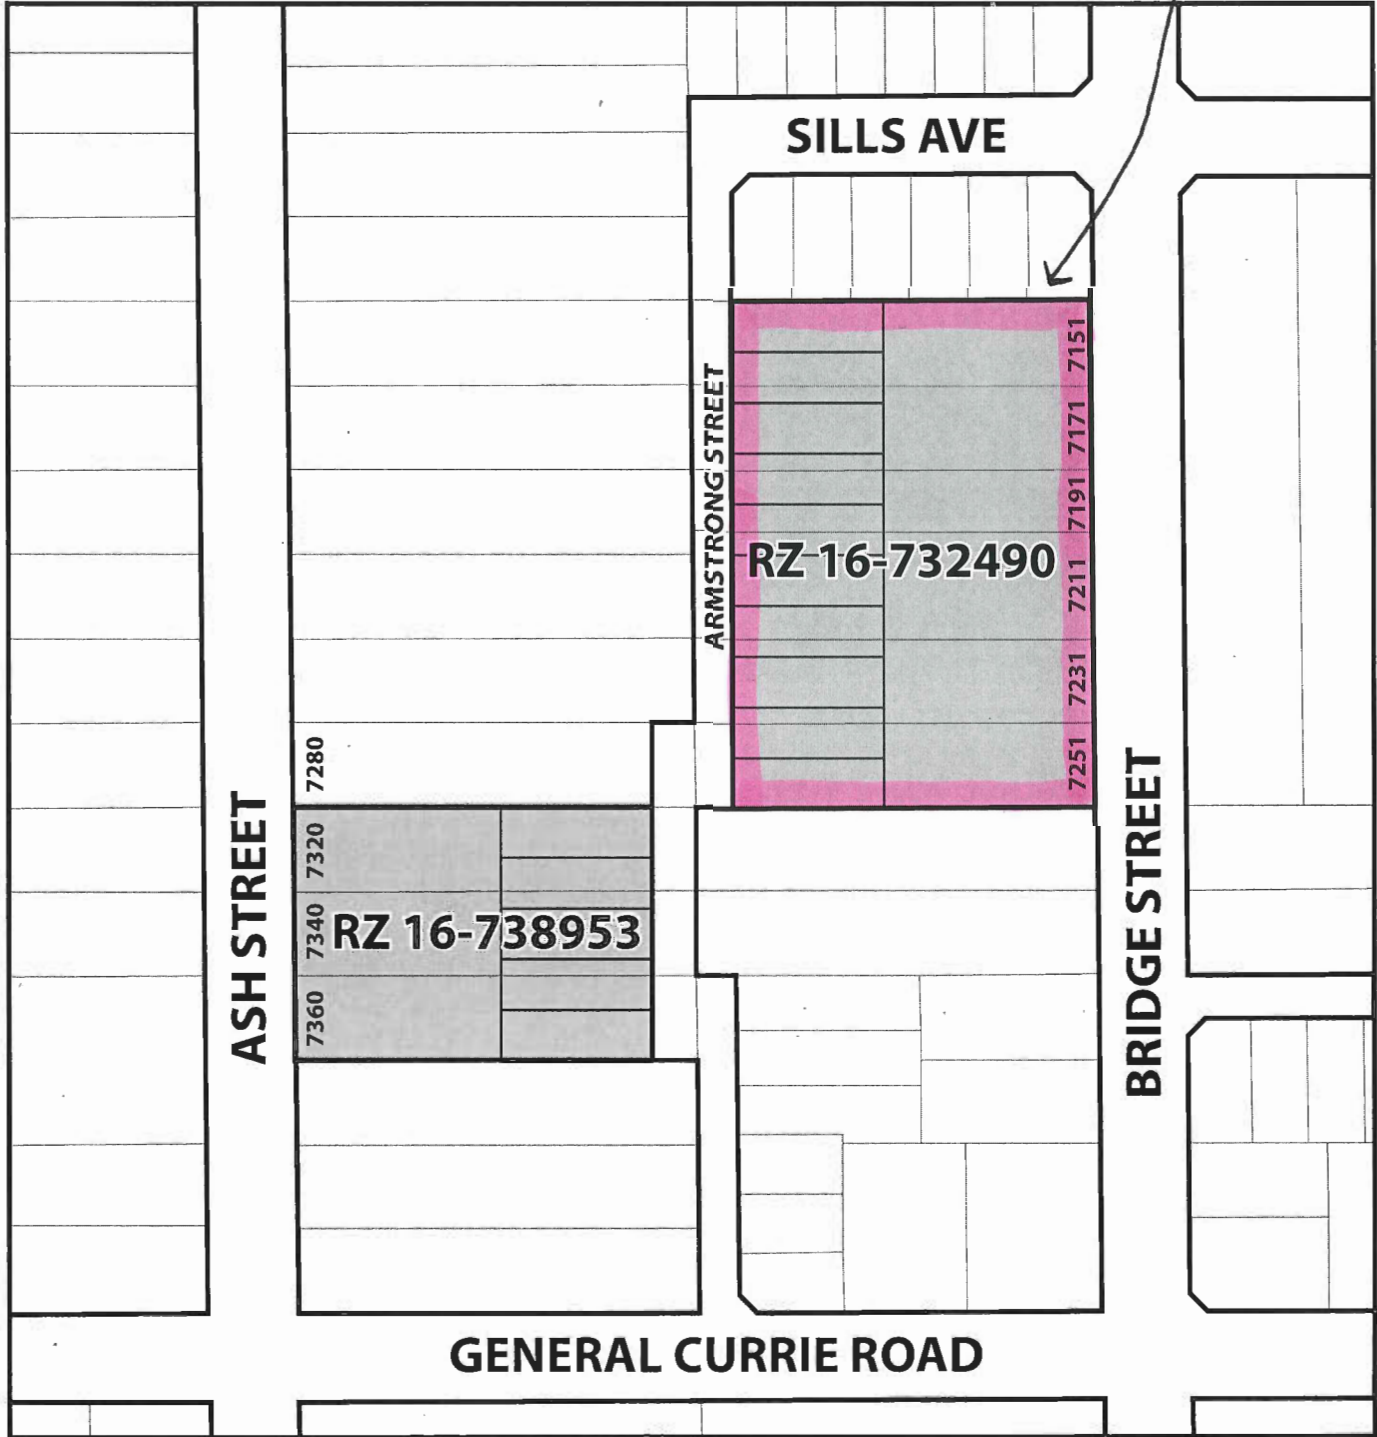 SILLS AVE
7151
7171
7191
7211
7231
7251
ARMSTRONG STREET
RZ 16-732490
7280
7320
7340
7360
RZ 16-738953
ASH STREET
BRIDGE STREET
GENERAL CURRIE ROAD